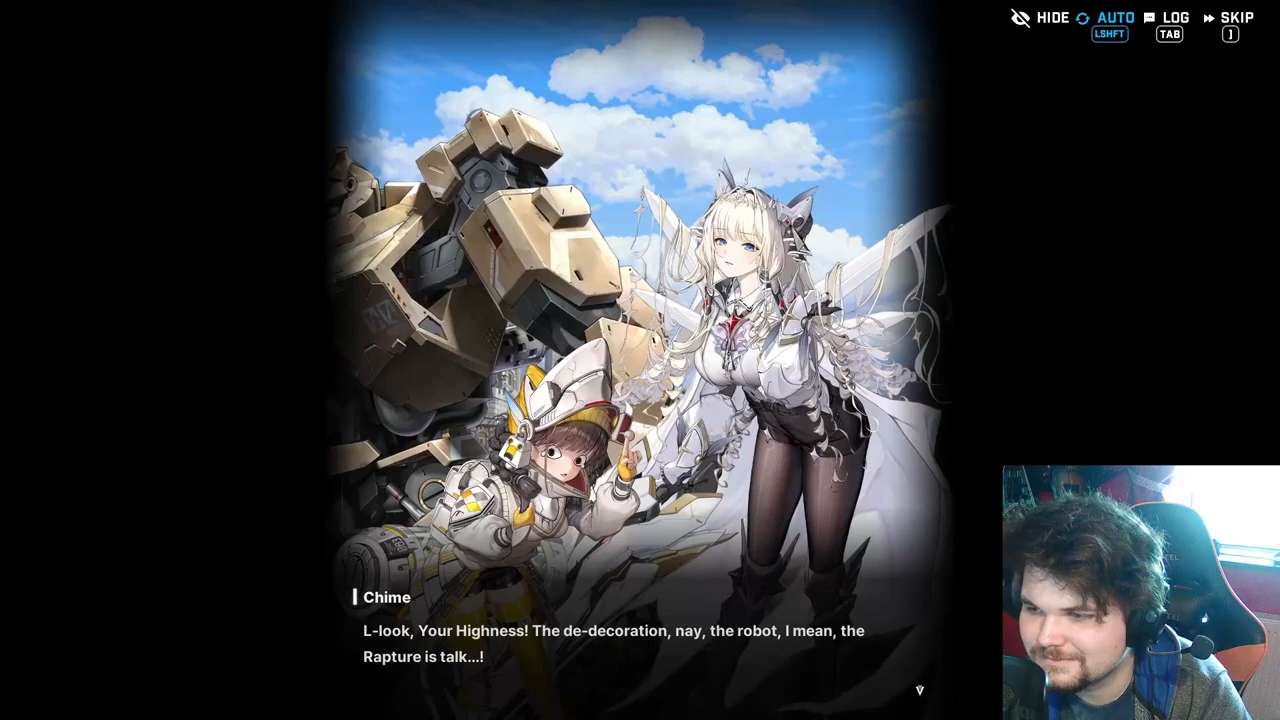 HIDE AUTO LOG SKIP
LSHFT TAB ]
Chime
L-look, Your Highness! The de-decoration, nay, the robot, I mean, the
Rapture is talk...!